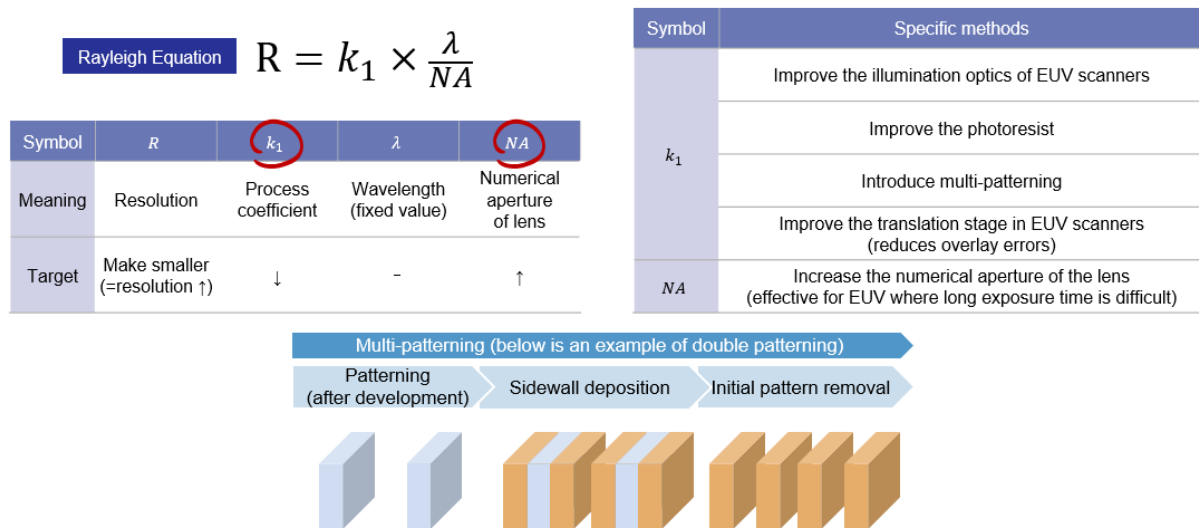 Rayleigh Equation
R = k₁ × λ/NA
Symbol R k₁ λ NA
Meaning Resolution Process coefficient Wavelength (fixed value) Numerical aperture of lens
Target Make smaller (=resolution ↑) ↓ - ↑
Symbol Specific methods
k₁
Improve the illumination optics of EUV scanners
Improve the photoresist
Introduce multi-patterning
Improve the translation stage in EUV scanners
(reduces overlay errors)
NA
Increase the numerical aperture of the lens
(effective for EUV where long exposure time is difficult)
Multi-patterning (below is an example of double patterning)
Patterning
(after development)
Sidewall deposition
Initial pattern removal